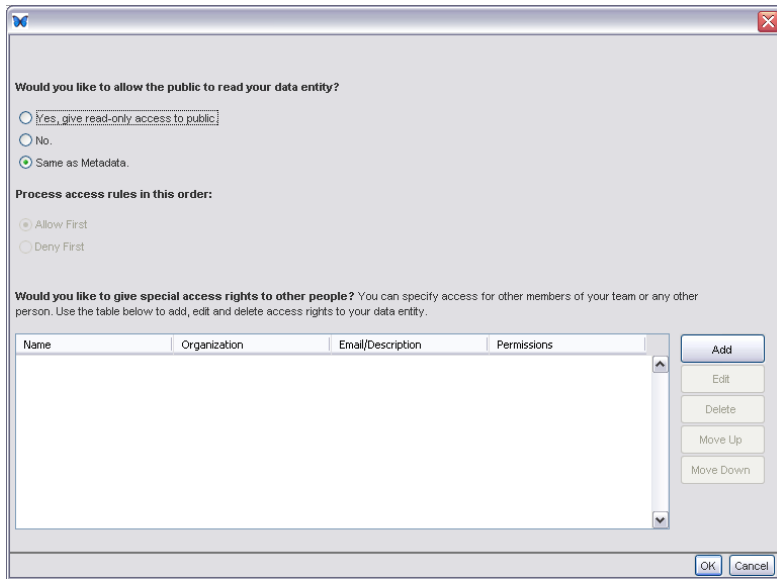 Would you like to allow the public to read your data entity?
Yes, give read-only access to public.
No.
Same as Metadata.
Process access rules in this order:
Allow First
Deny First
Would you like to give special access rights to other people? You can specify access for other members of your team or any other
person. Use the table below to add, edit and delete access rights to your data entity.
Name Organization Email/Description Permissions
Add
Edit
Delete
Move Up
Move Down
OK Cancel